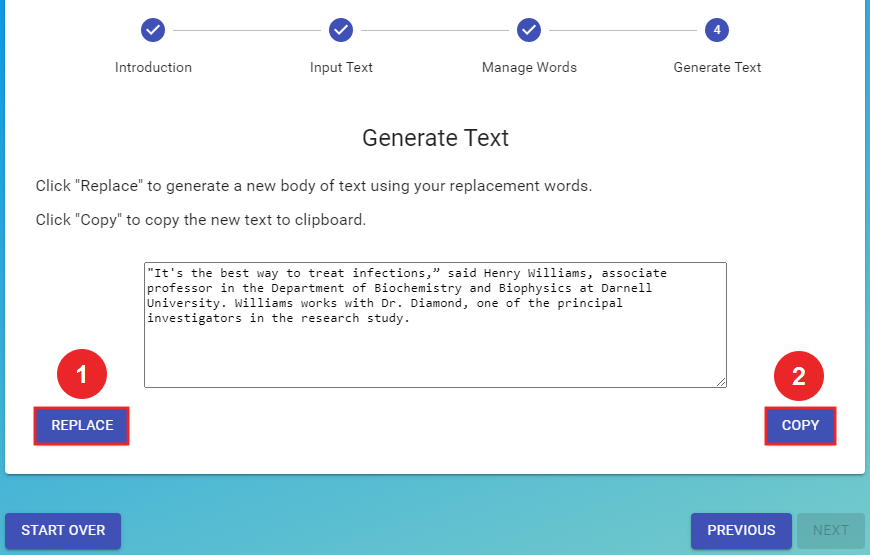 4
Introduction Input Text Manage Words Generate Text
Generate Text
Click "Replace" to generate a new body of text using your replacement words.
Click "Copy" to copy the new text to clipboard.
"It's the best way to treat infections,” said Henry Williams, associate
professor in the Department of Biochemistry and Biophysics at Darnell
University. Williams works with Dr. Diamond, one of the principal
investigators in the research study.
1 2
REPLACE COPY
START OVER PREVIOUS NEXT